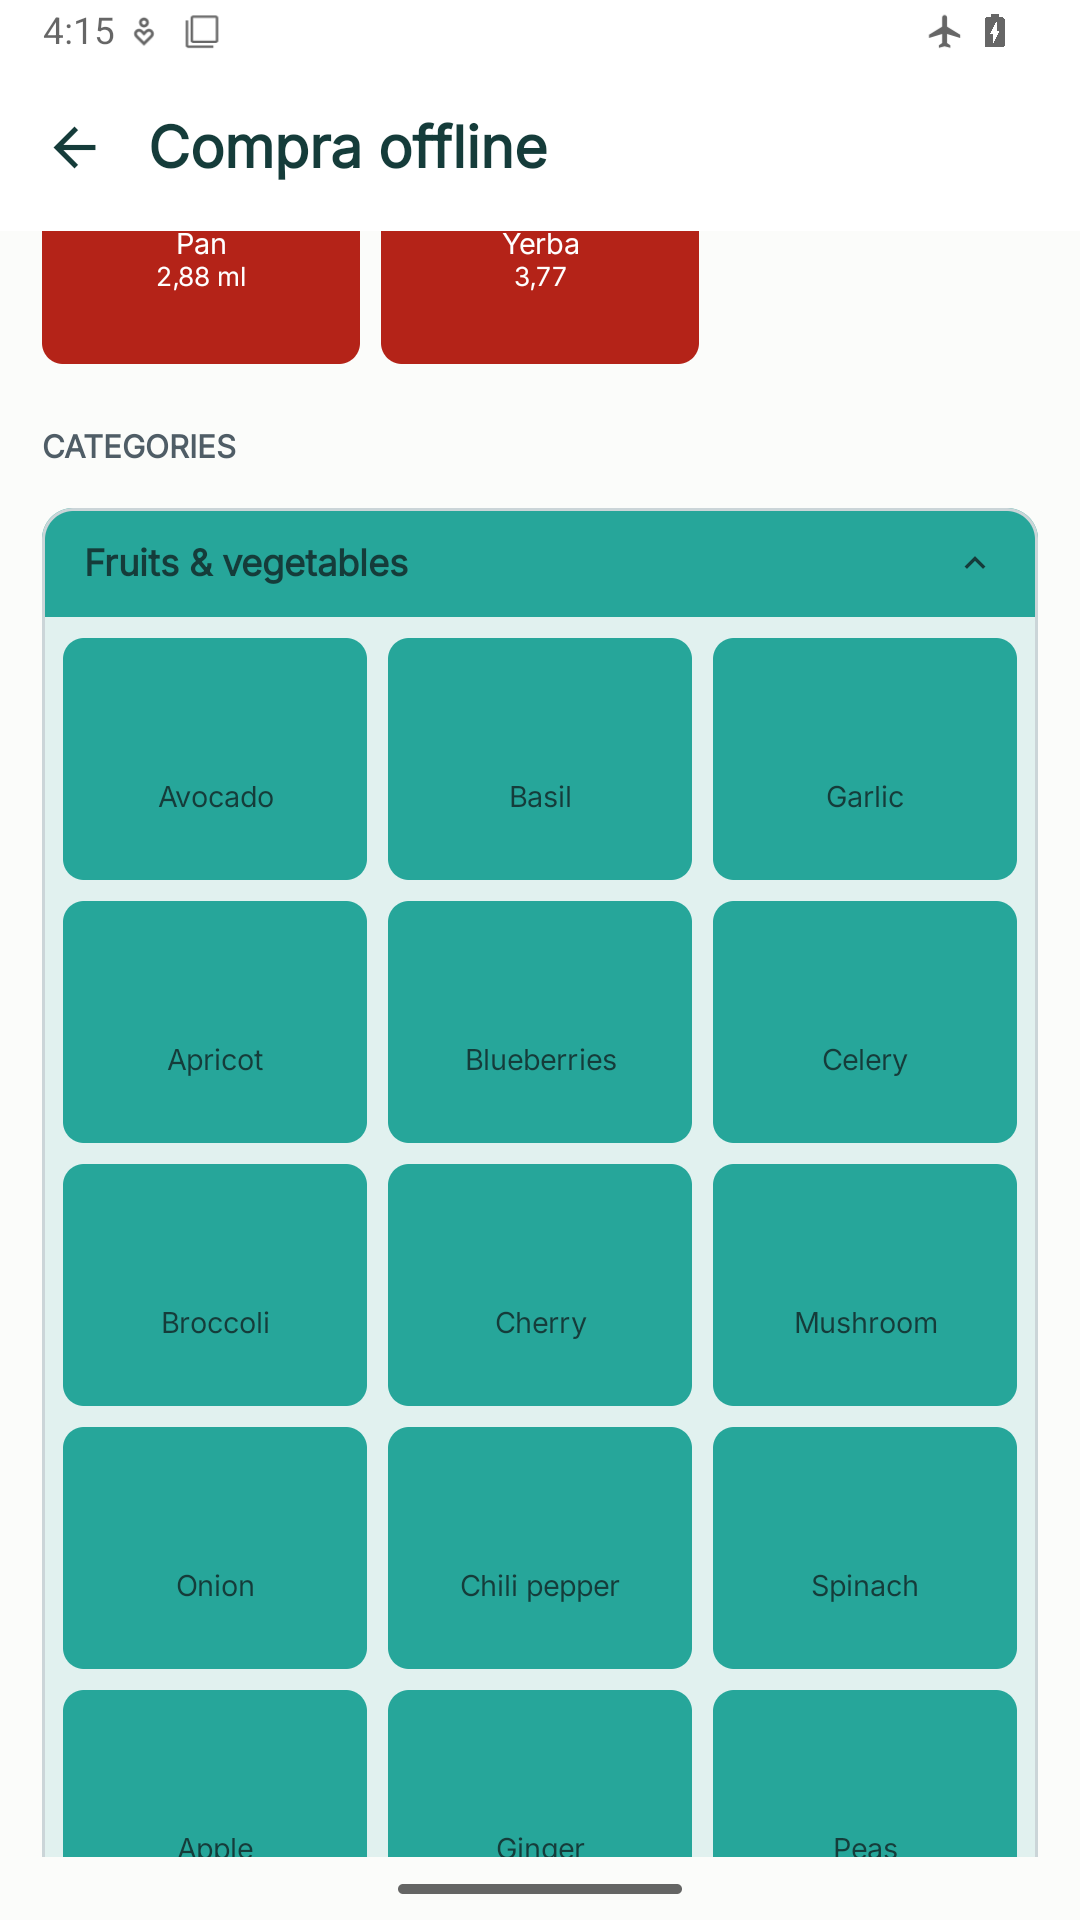 4:15
Compra offline
Pan
2,88 ml
Yerba
3,77
CATEGORIES
Fruits & vegetables
Avocado
Basil
Garlic
Apricot
Blueberries
Celery
Broccoli
Cherry
Mushroom
Onion
Chili pepper
Spinach
Apple
Ginger
Peas